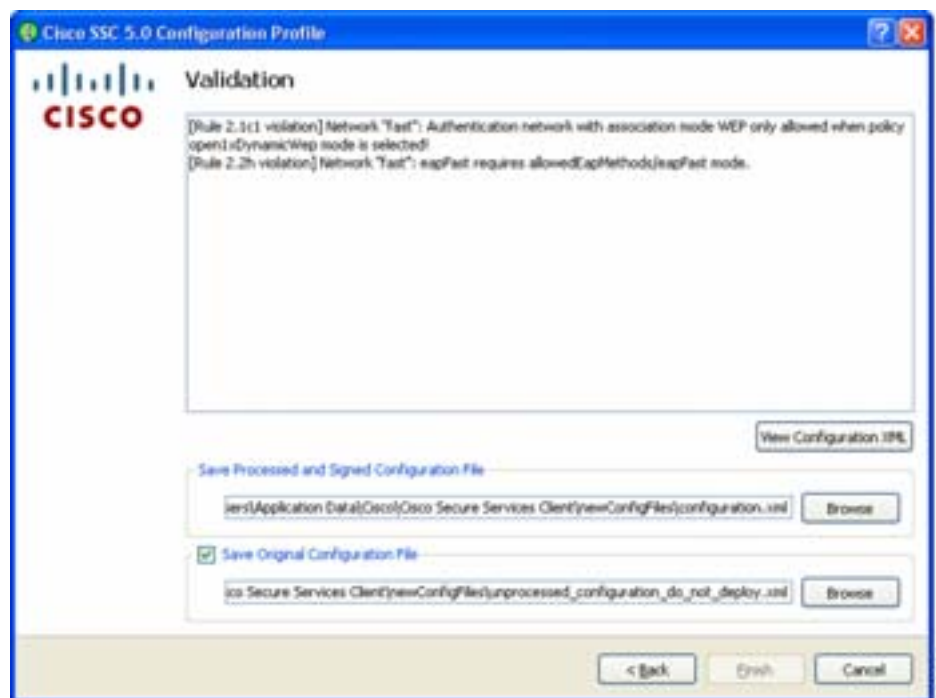 Cisco SSC 5.0 Configuration Profile
CISCO
Validation
[Rule 2.1c1 violation] Network "Fast": Authentication network with association mode WEP only allowed when policy
open1xDynamicWep mode is selected!
[Rule 2.2h violation] Network "Fast": eapFast requires allowedEapMethods/eapFast mode.
View Configuration XML
Save Processed and Signed Configuration File
iers\Application Data\Cisco\Cisco Secure Services Client\newConfigFiles\configuration.xml
Browse
Save Original Configuration File
ico Secure Services Client\newConfigFiles\unprocessed_configuration_do_not_deploy.xml
Browse
< Back
Finish
Cancel